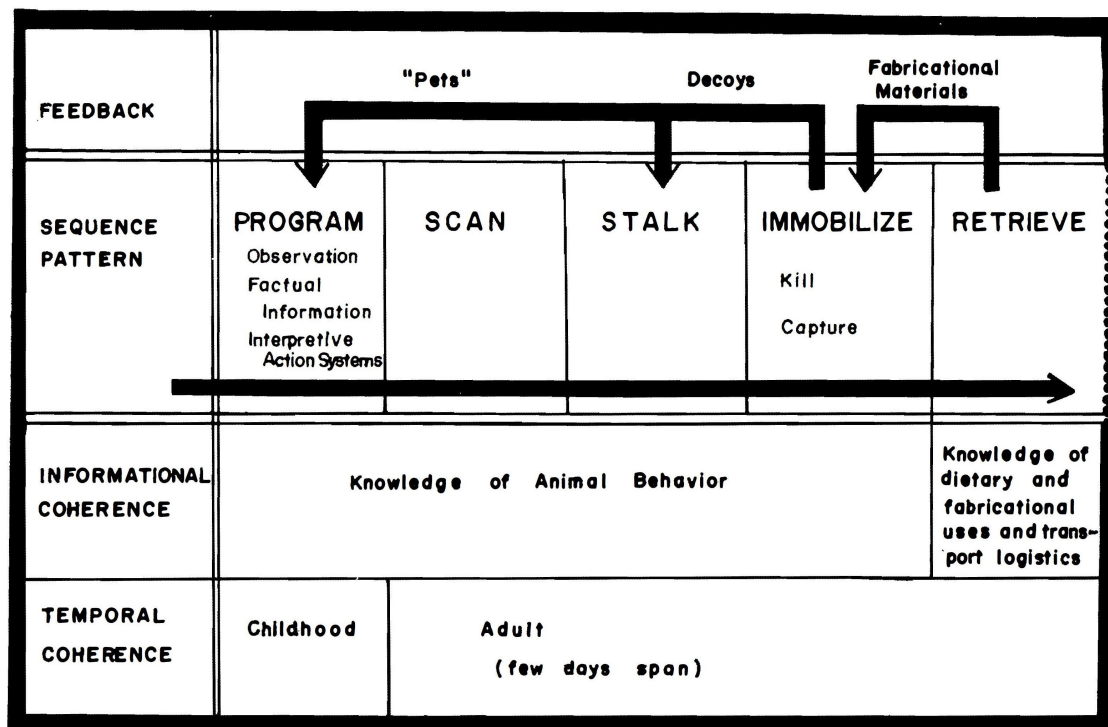 FEEDBACK
"Pets"
Decoys
Fabricational
Materials
SEQUENCE
PATTERN
PROGRAM
Observation
Factual
Information
Interpretive
Action Systems
SCAN
STALK
IMMOBILIZE
Kill
Capture
RETRIEVE
INFORMATIONAL
COHERENCE
Knowledge of Animal Behavior
Knowledge of
dietary and
fabricational
uses and trans-
port logistics
TEMPORAL
COHERENCE
Childhood
Adult
(few days span)